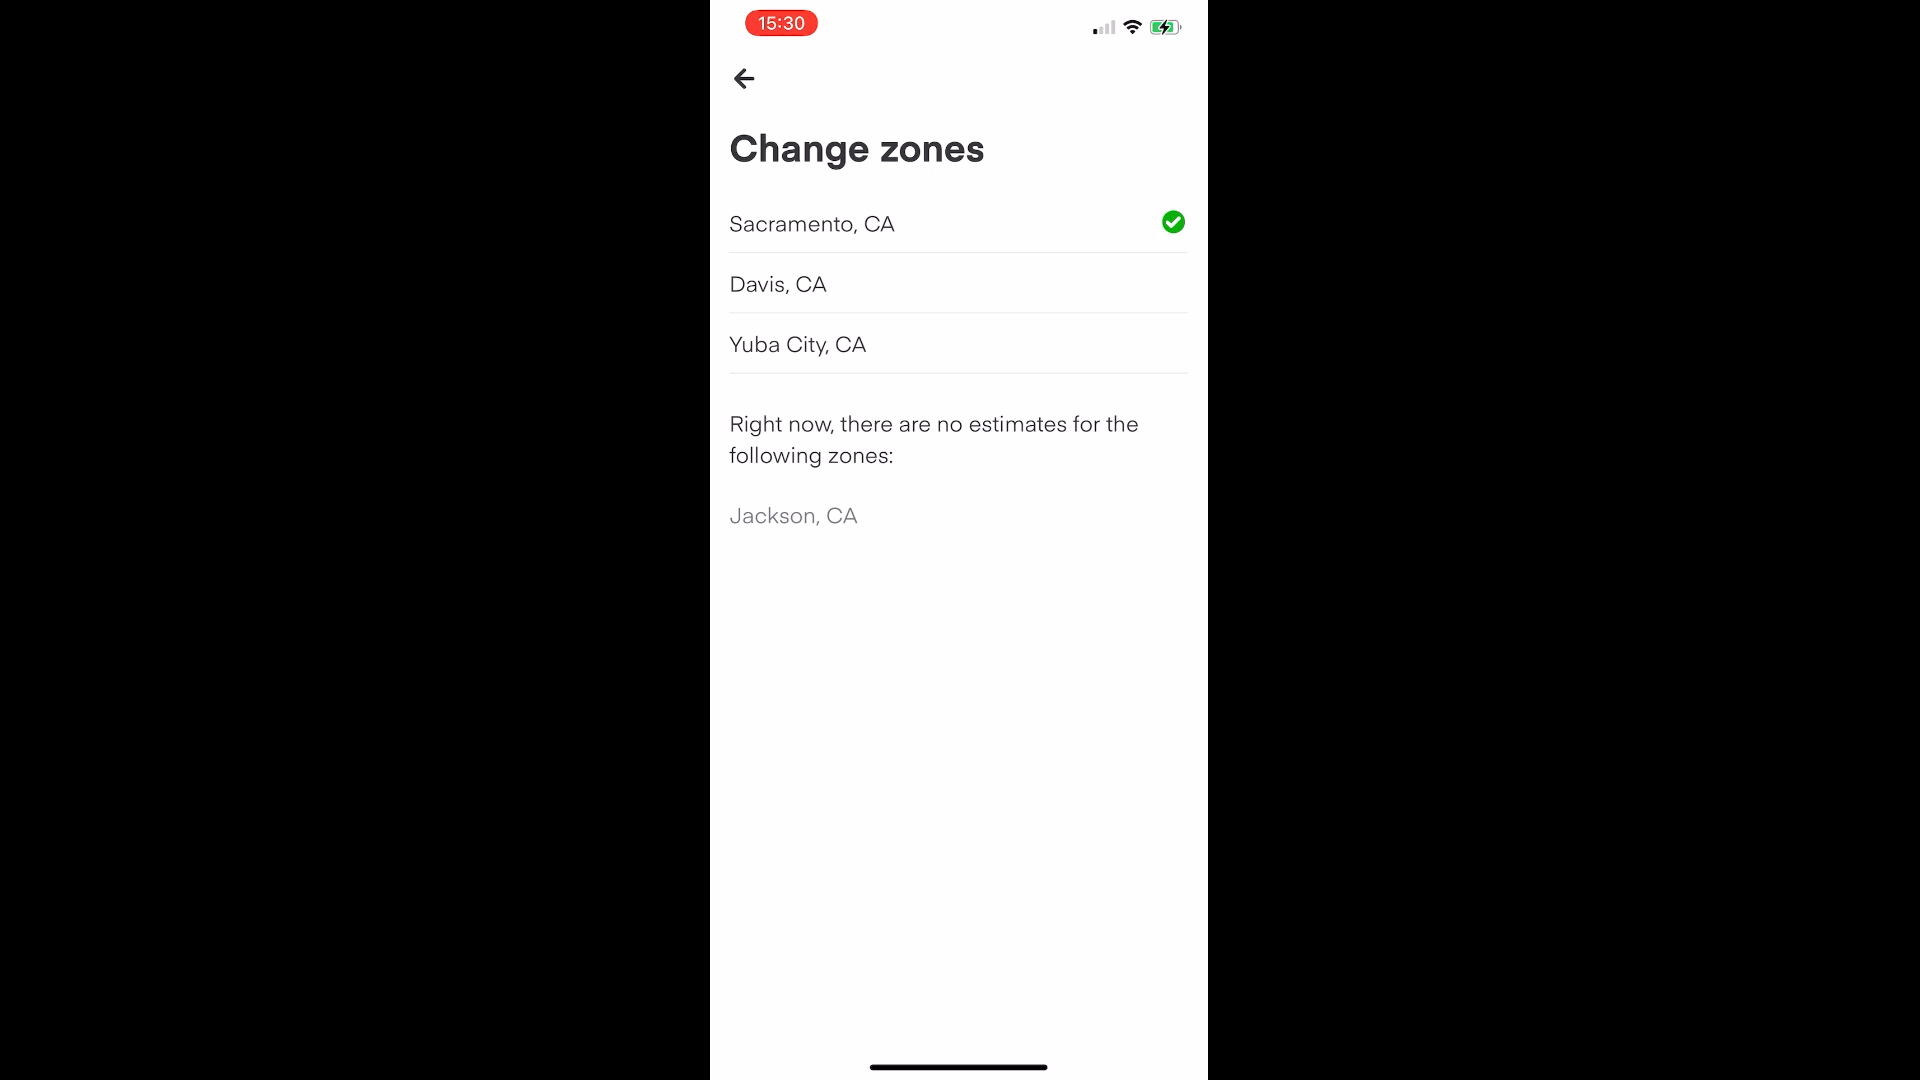 15:30
Change zones
Sacramento, CA
Davis, CA
Yuba City, CA
Right now, there are no estimates for the
following zones:
Jackson, CA